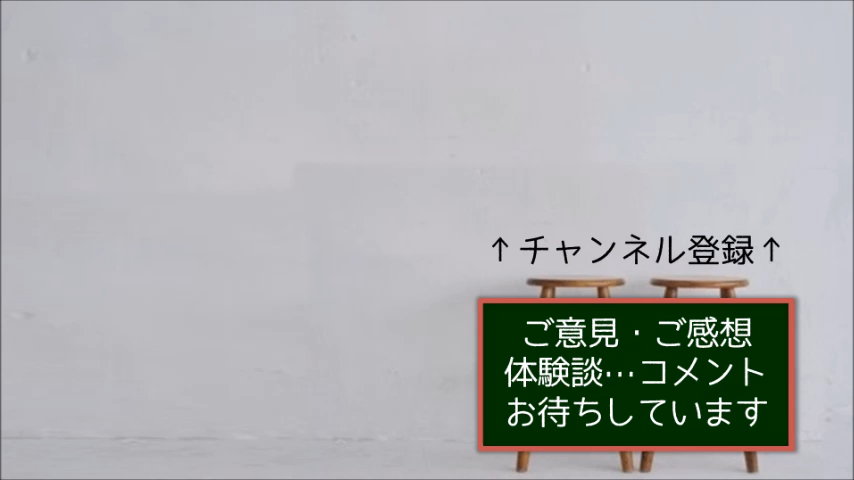 ↑チャンネル登録↑
ご意見・ご感想
体験談…コメント
お待ちしています